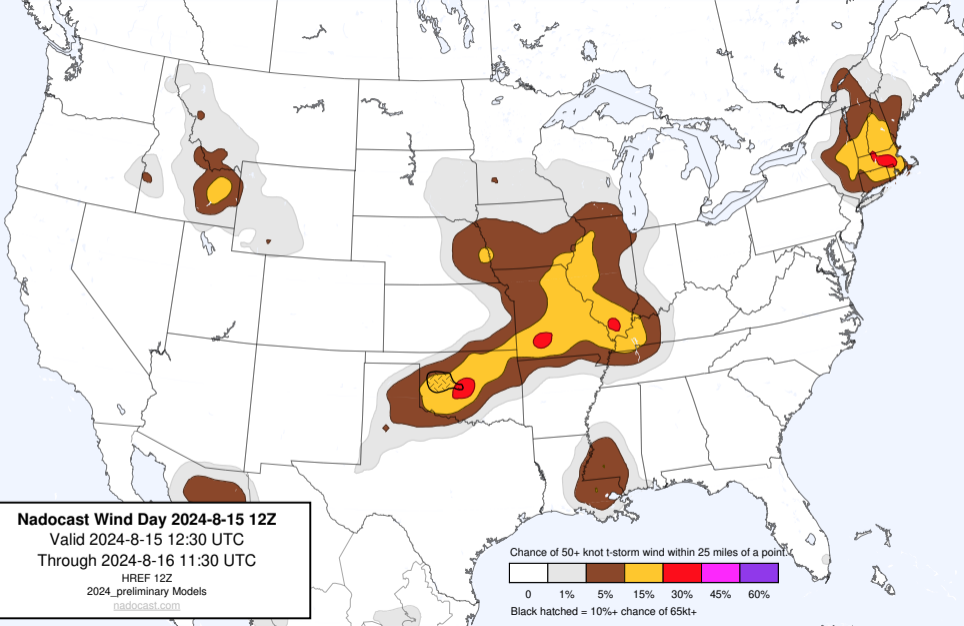 Nadocast Wind Day 2024-8-15 12Z
Valid 2024-8-15 12:30 UTC
Through 2024-8-16 11:30 UTC
HREF 12Z
2024_preliminary Models
nadocast.com
Chance of 50+ knot t-storm wind within 25 miles of a point.
0 1% 5% 15% 30% 45% 60%
Black hatched = 10%+ chance of 65kt+